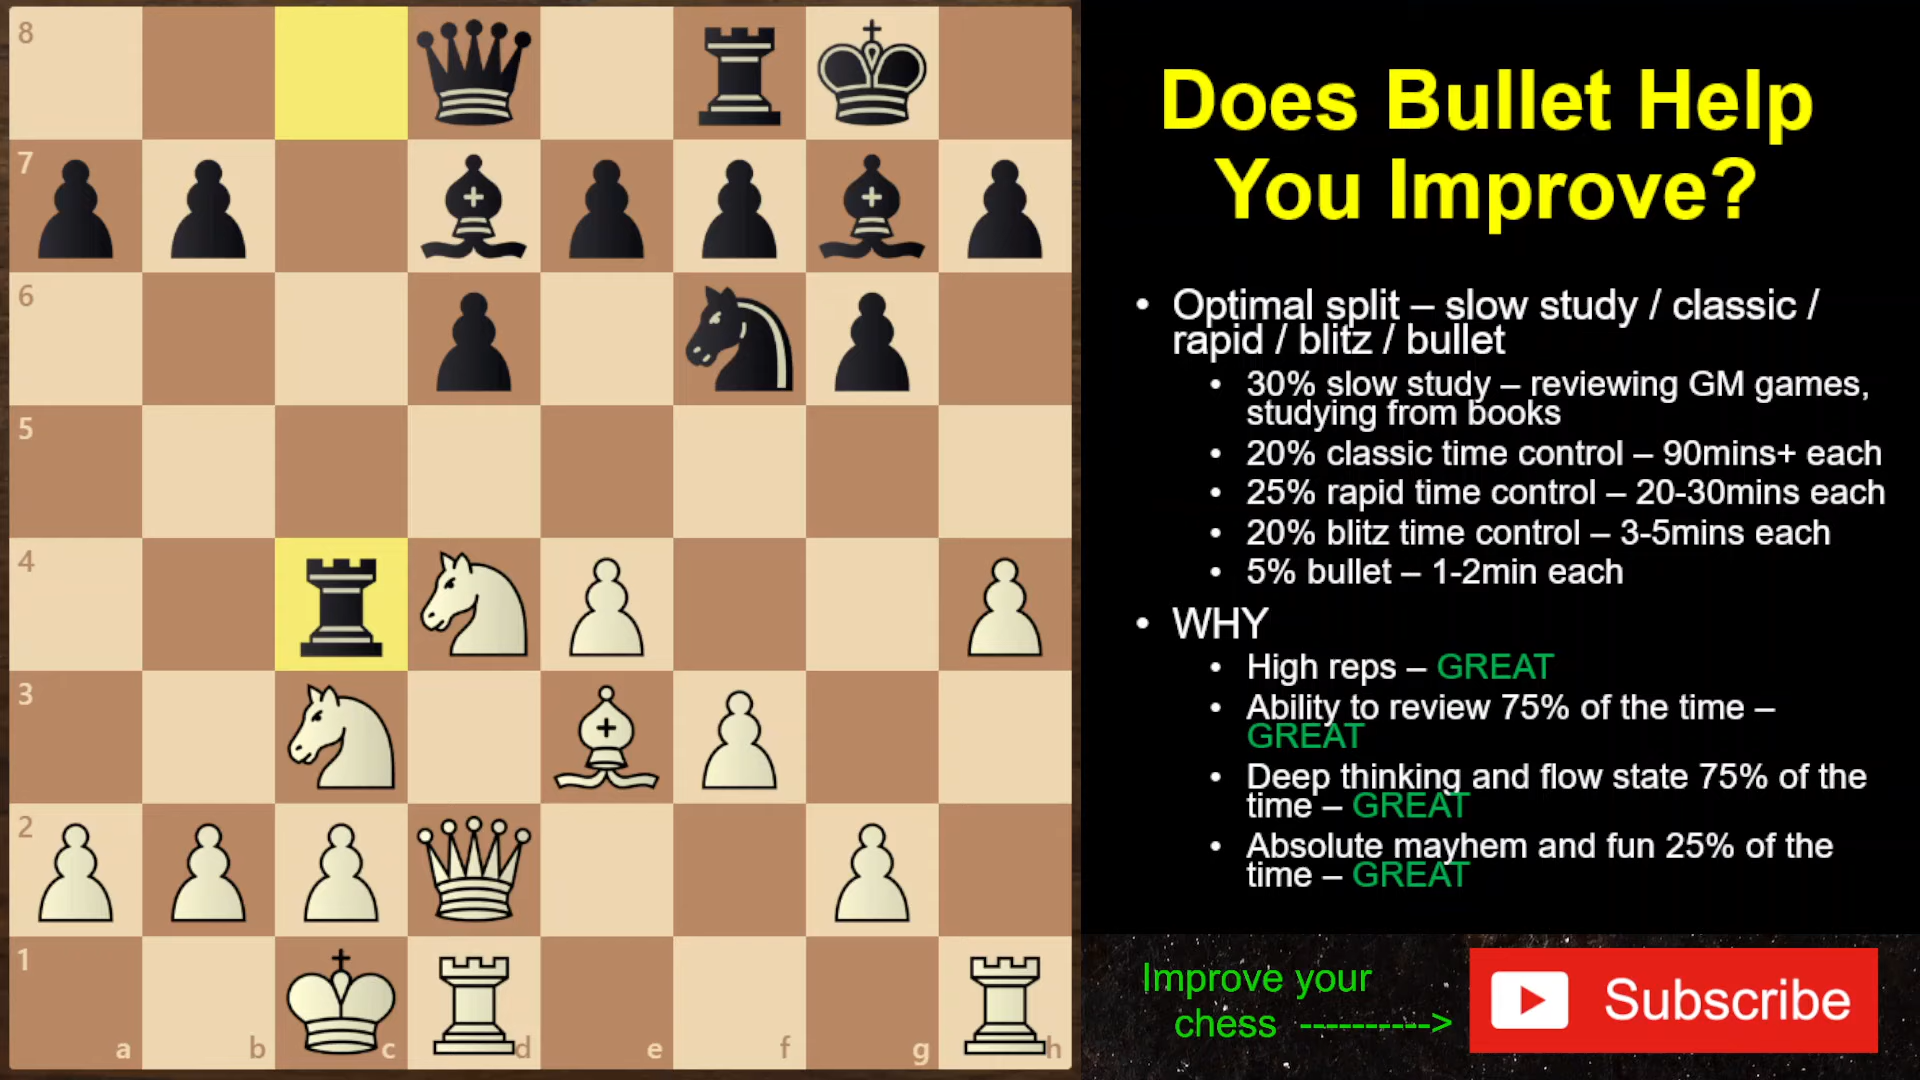 8
7
6
5
4
3
2
1
a b c d e f g h
Does Bullet Help
You Improve?
• Optimal split – slow study / classic /
rapid / blitz / bullet
• 30% slow study – reviewing GM games,
studying from books
• 20% classic time control – 90mins+ each
• 25% rapid time control – 20-30mins each
• 20% blitz time control – 3-5mins each
• 5% bullet – 1-2min each
• WHY
• High reps – GREAT
• Ability to review 75% of the time –
GREAT
• Deep thinking and flow state 75% of the
time – GREAT
• Absolute mayhem and fun 25% of the
time – GREAT
Improve your
chess ---------->
Subscribe